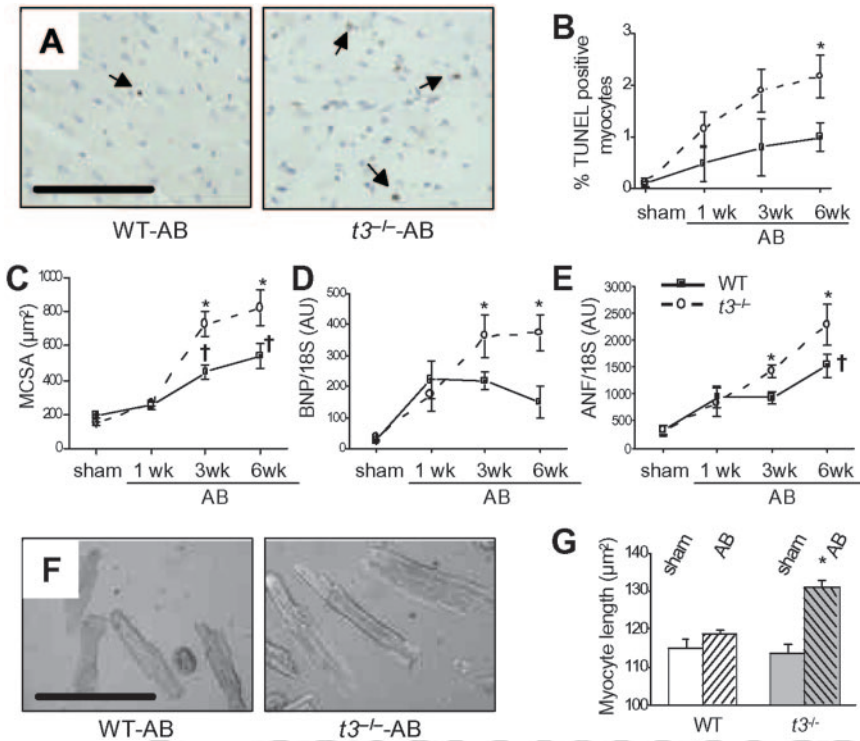 A
WT-AB
t3-/--AB
B
% TUNEL positive
myocytes
2
1
0
*
sham 1 wk 3wk 6wk
AB
C
MCSA (µm²)
1000
800
600
400
200
0
* *
† †
sham 1 wk 3wk 6wk
AB
D
BNP/18S (AU)
400
300
200
100
0
* *
sham 1 wk 3wk 6wk
AB
E
WT
t3-/-
ANF/18S (AU)
3000
2500
2000
1500
1000
500
0
* *
†
sham 1 wk 3wk 6wk
AB
F
WT-AB
t3-/--AB
G
Myocyte length (µm²)
140
130
120
110
100
sham AB sham * AB
WT t3-/-